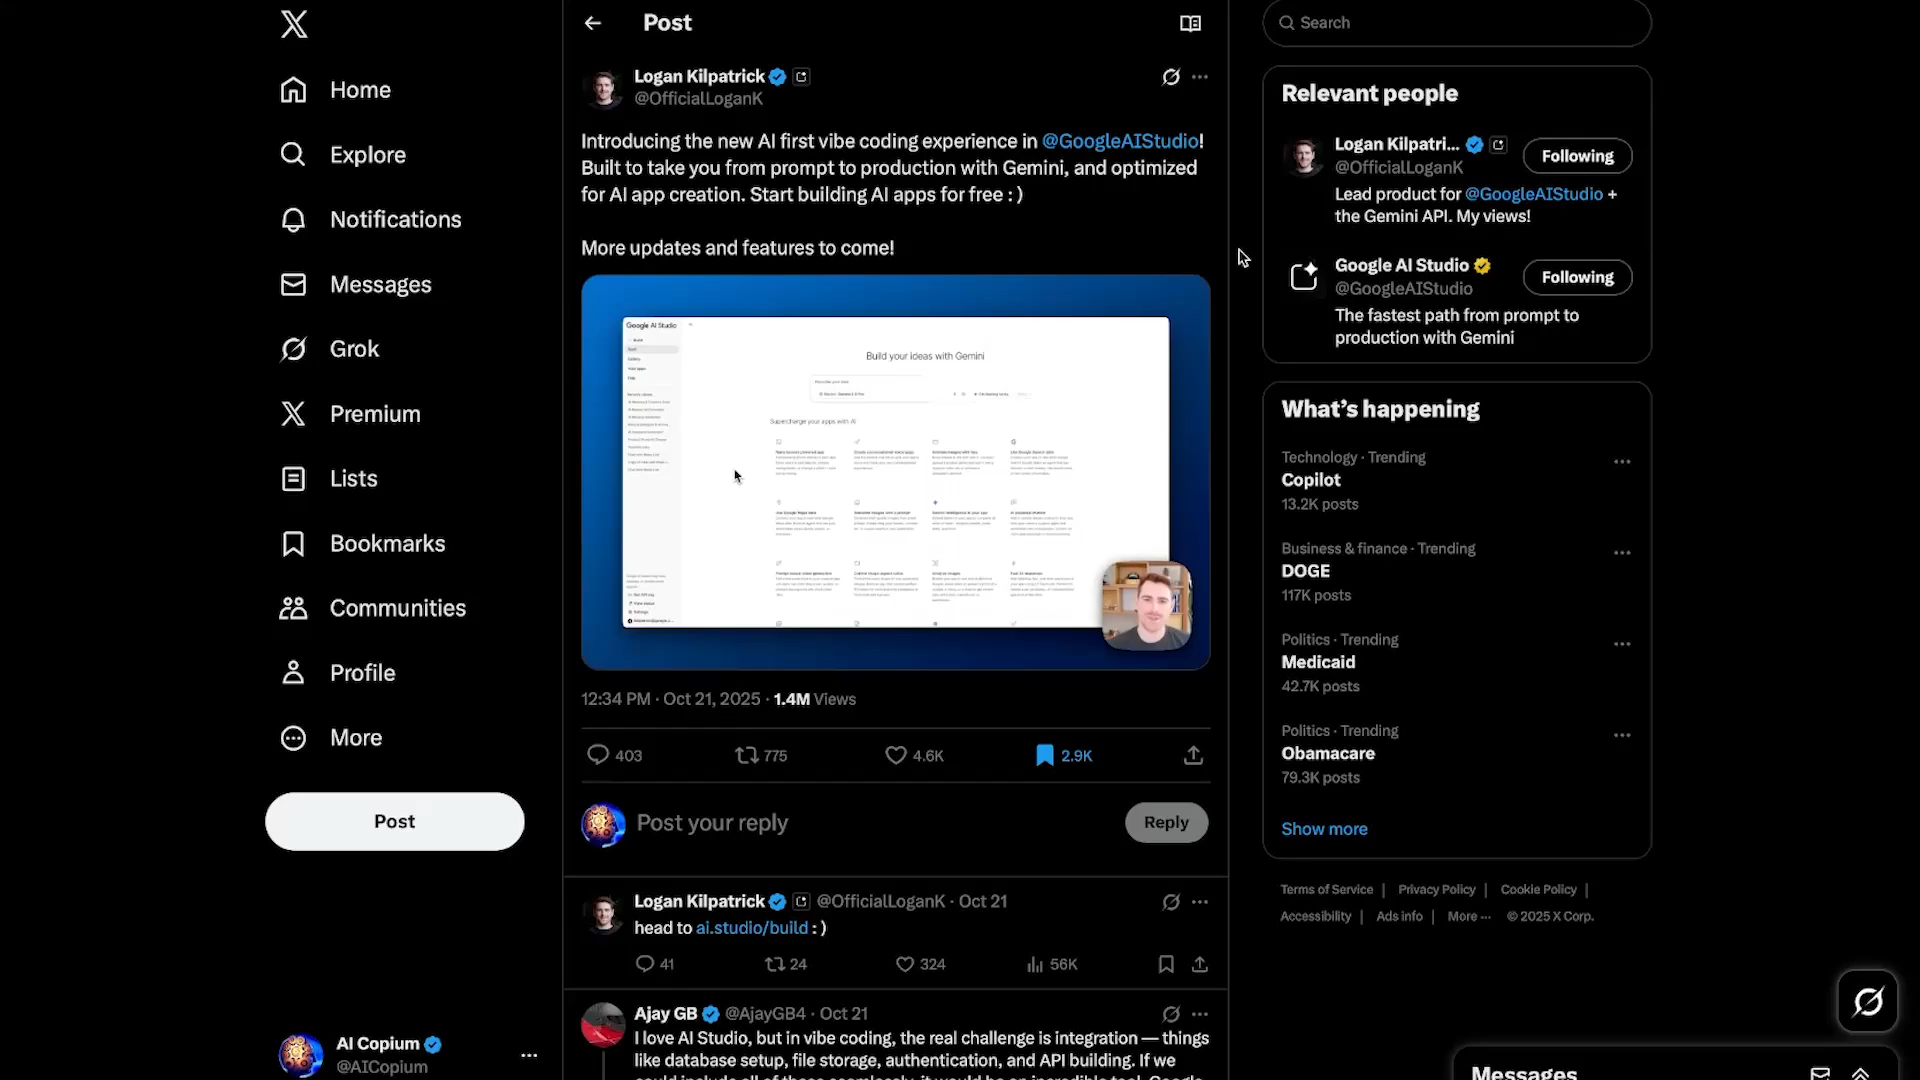 Home
Explore
Notifications
Messages
Grok
Premium
Lists
Bookmarks
Communities
Profile
More
Post
AI Copium
@AICopium
Post
Logan Kilpatrick
@OfficialLoganK
Introducing the new AI first vibe coding experience in @GoogleAIStudio!
Built to take you from prompt to production with Gemini, and optimized
for AI app creation. Start building AI apps for free : )
More updates and features to come!
Google AI Studio
Build your ideas with Gemini
Supercharge your apps with AI
12:34 PM · Oct 21, 2025 · 1.4M Views
403
775
4.6K
2.9K
Post your reply
Reply
Logan Kilpatrick @OfficialLoganK · Oct 21
head to ai.studio/build : )
41
24
324
56K
Ajay GB @AjayGB4 · Oct 21
I love AI Studio, but in vibe coding, the real challenge is integration — things
like database setup, file storage, authentication, and API building. If we
Search
Relevant people
Logan Kilpatri...
@OfficialLoganK
Following
Lead product for @GoogleAIStudio +
the Gemini API. My views!
Google AI Studio
@GoogleAIStudio
Following
The fastest path from prompt to
production with Gemini
What's happening
Technology · Trending
Copilot
13.2K posts
Business & finance · Trending
DOGE
117K posts
Politics · Trending
Medicaid
42.7K posts
Politics · Trending
Obamacare
79.3K posts
Show more
Terms of Service | Privacy Policy | Cookie Policy |
Accessibility | Ads info | More ··· © 2025 X Corp.
Messages